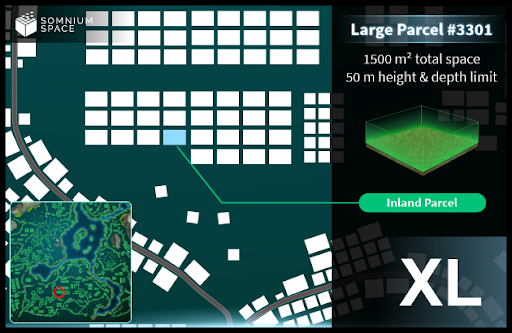 SOMNIUM
SPACE
Large Parcel #3301
1500 m² total space
50 m height & depth limit
Inland Parcel
XL